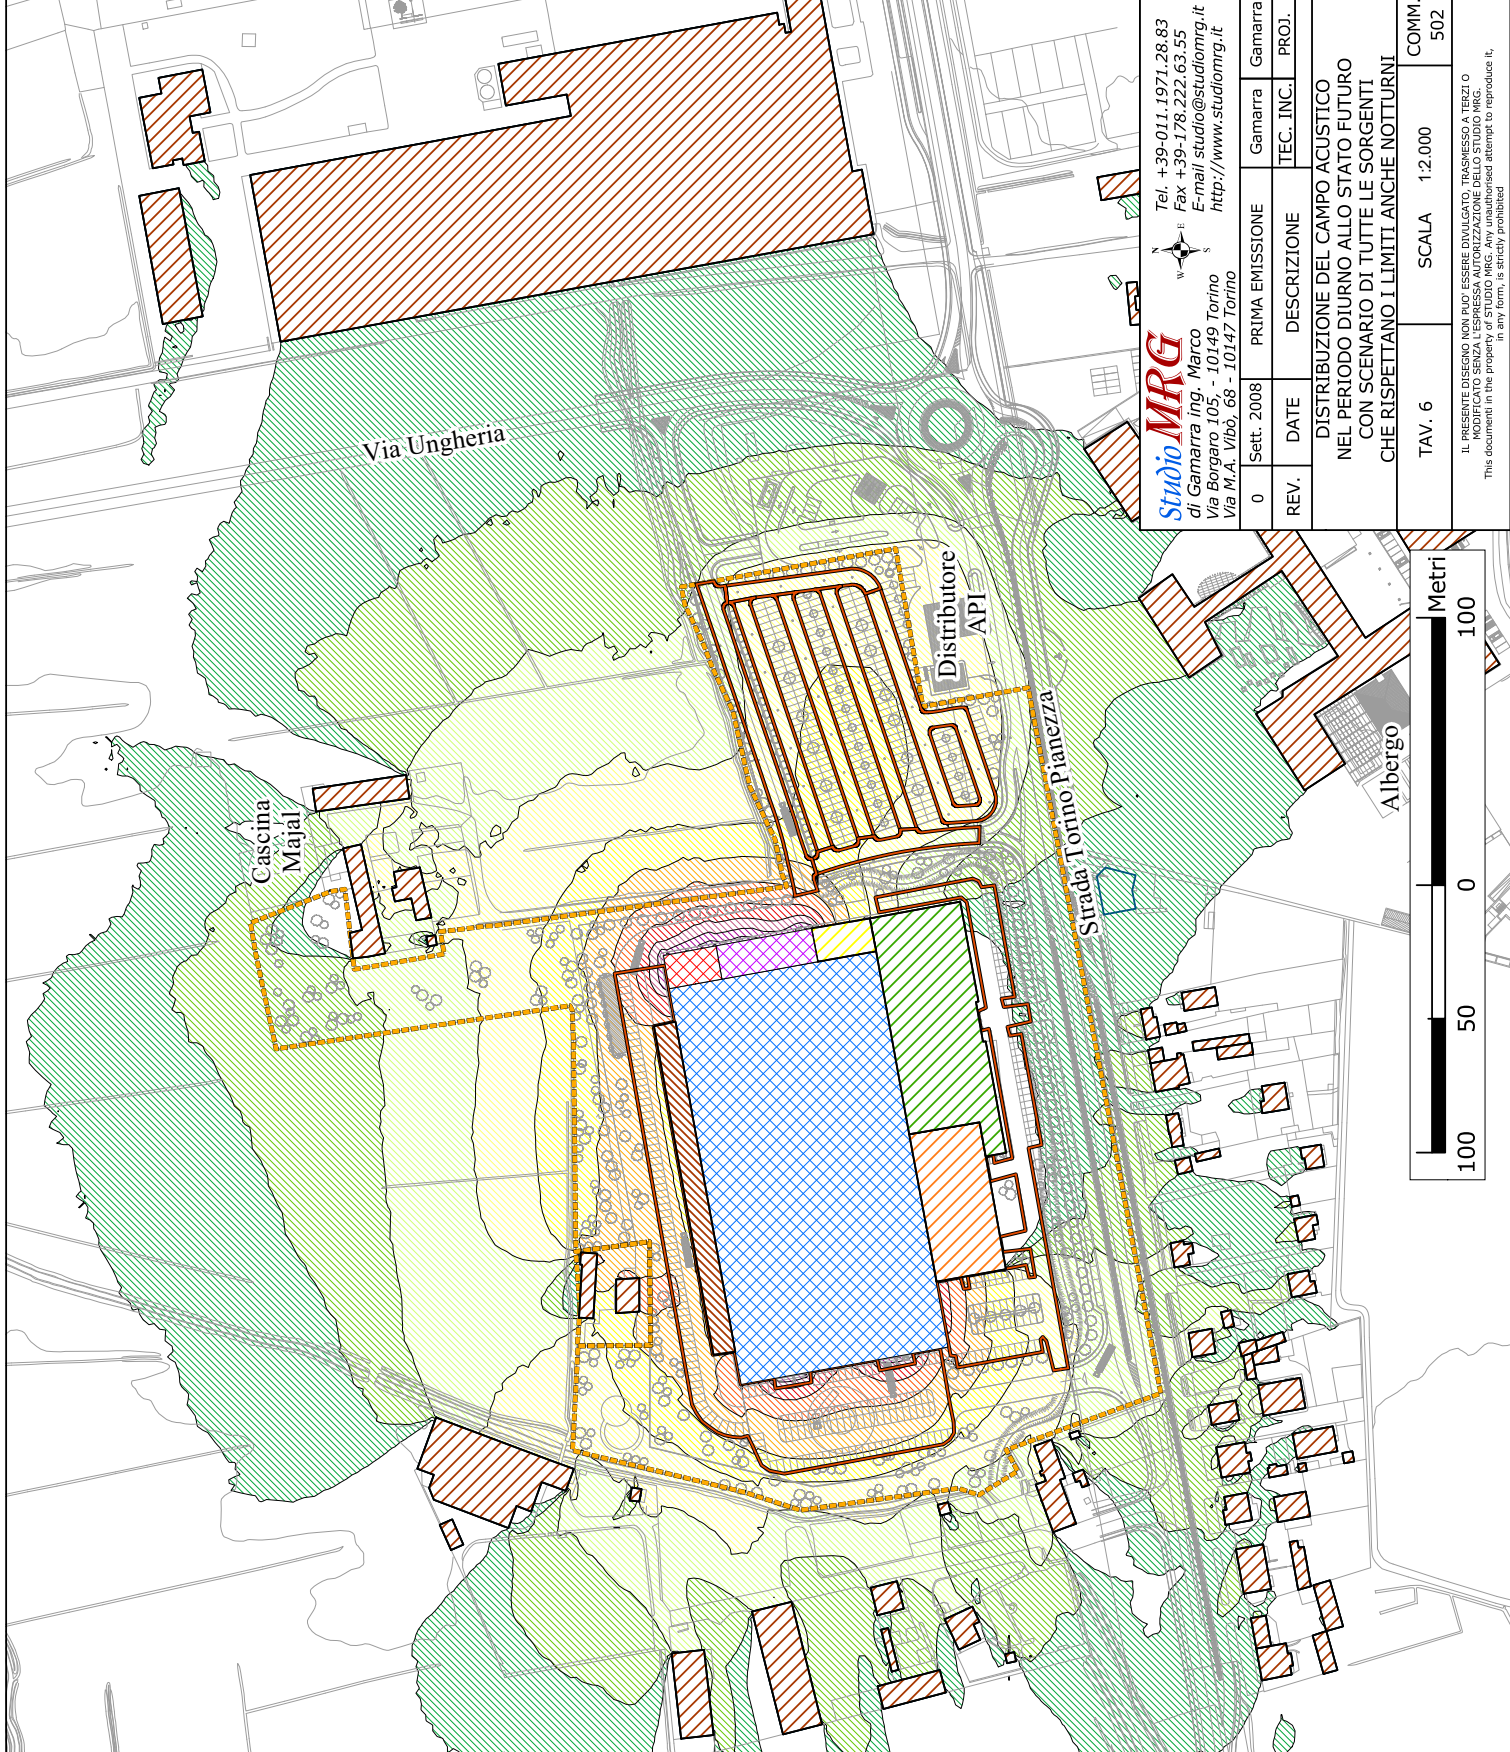 Via Ungheria
Cascina
Majal
Distributore
API
Strada Torino Pianezza
Albergo
100
50
0
100
Metri
Studio MRG
di Gamarra ing. Marco
Via Borgaro 105, - 10149 Torino
Via M.A. Vibò, 68 - 10147 Torino
N
W
E
S
Tel. +39-011.1971.28.83
Fax +39-178.222.63.55
E-mail studio@studiomrg.it
http://www.studiomrg.it
0 Sett. 2008 PRIMA EMISSIONE Gamarra Gamarra
REV. DATE DESCRIZIONE TEC. INC. PROJ.
DISTRIBUZIONE DEL CAMPO ACUSTICO
NEL PERIODO DIURNO ALLO STATO FUTURO
CON SCENARIO DI TUTTE LE SORGENTI
CHE RISPETTANO I LIMITI ANCHE NOTTURNI
TAV. 6 SCALA 1:2.000 COMM.
502
IL PRESENTE DISEGNO NON PUO' ESSERE DIVULGATO, TRASMESSO A TERZI O
MODIFICATO SENZA L'ESPRESSA AUTORIZZAZIONE DELLO STUDIO MRG.
This documenti in the property of STUDIO MRG. Any unauthorised attempt to reproduce it,
in any form, is strictly prohibited